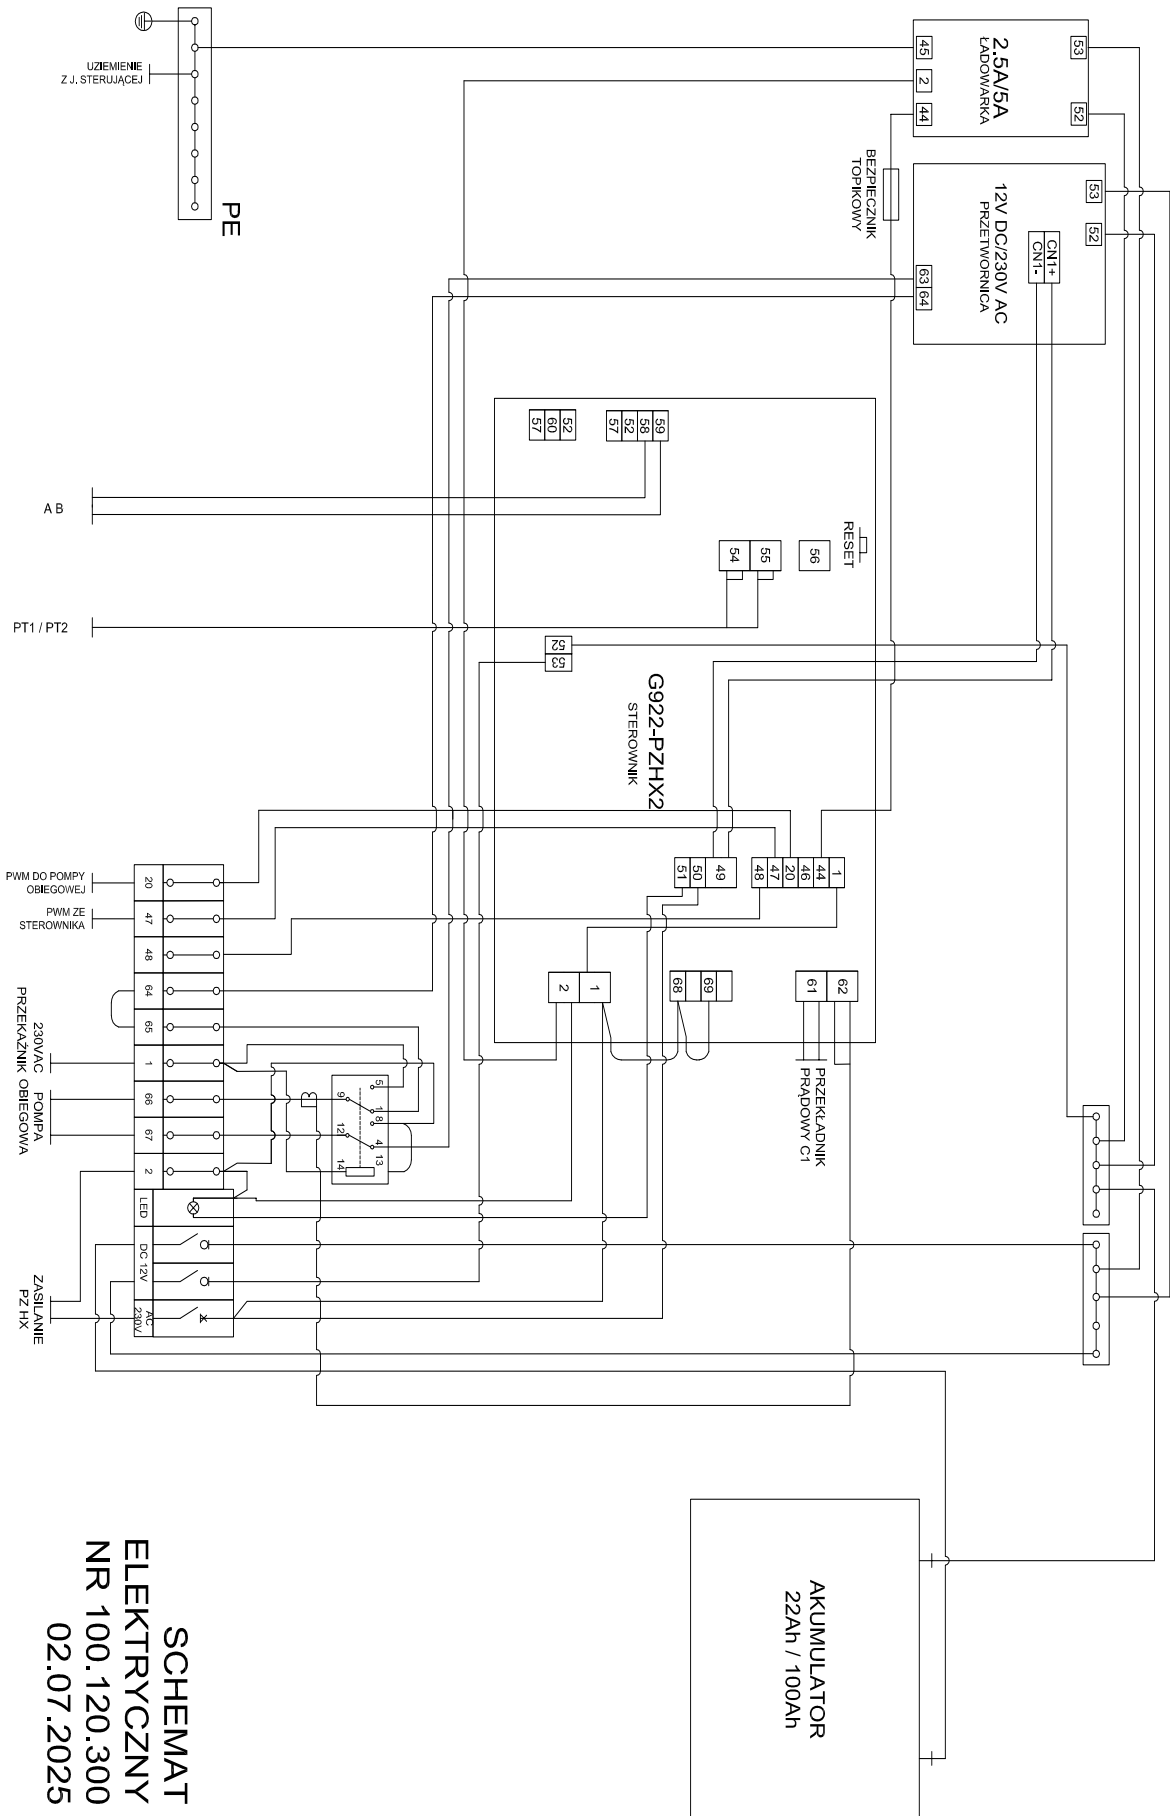 UZIEMIENIE
Z J. STERUJĄCEJ
PE
45
2
44
53
52
2.5A/5A
ŁADOWARKA
BEZPIECZNIK
TOPIKOWY
53
52
CN1+
CN1-
12V DC/230V AC
PRZETWORNICA
63
64
59
58
52
57
52
60
57
A B
RESET
56
55
54
PT1 / PT2
52
53
G922-PZHX2
STEROWNIK
1
44
46
20
47
48
49
50
51
62
61
69
68
1
2
PRZEKŁADNIK
PRĄDOWY C1
PWM DO POMPY
OBIEGOWEJ
PWM ZE
STEROWNIKA
230VAC
PRZEKAŹNIK
POMPA
OBIEGOWA
ZASILANIE
PZ HX
20
47
48
64
65
1
66
67
2
LED
DC 12V
AC
230V
5
9
1
8
12
4
13
14
AKUMULATOR
22Ah / 100Ah
SCHEMAT
ELEKTRYCZNY
NR 100.120.300
02.07.2025